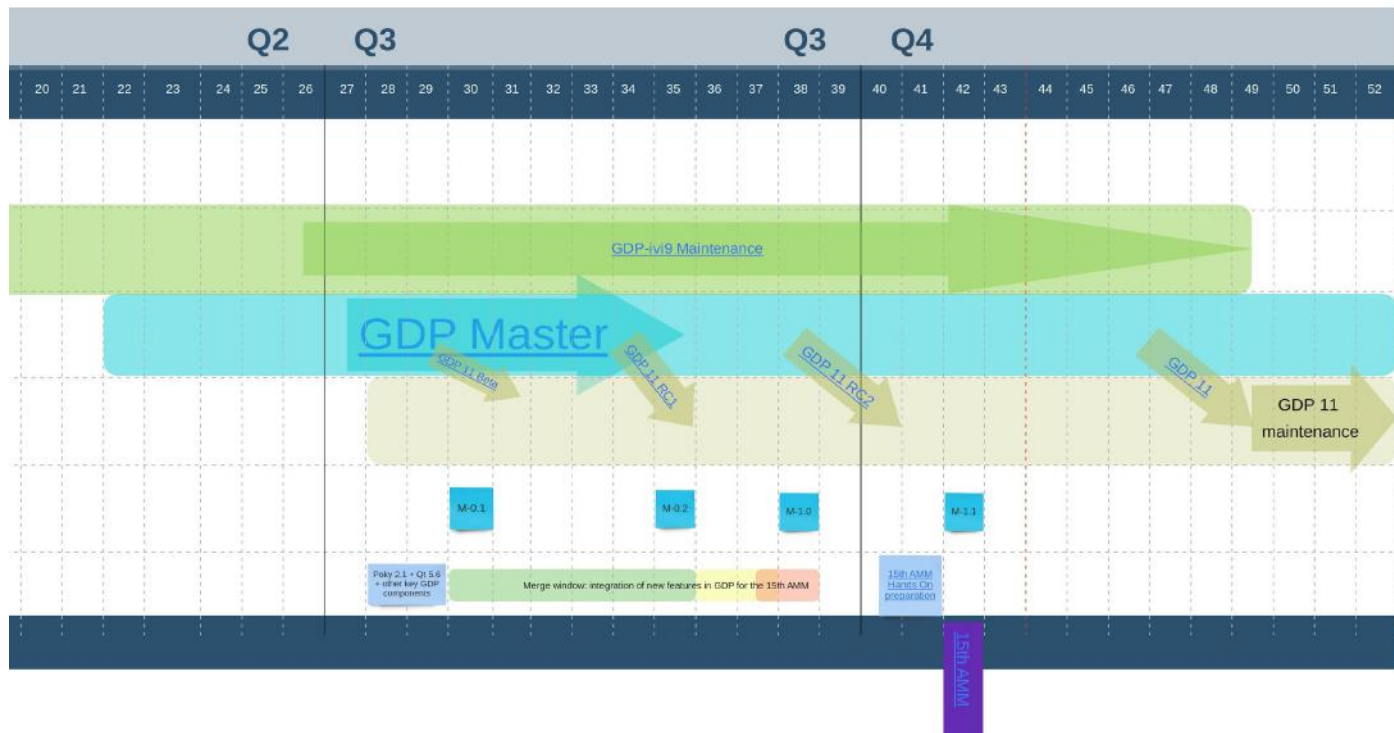 Q2 Q3 Q3 Q4
20 21 22 23 24 25 26 27 28 29 30 31 32 33 34 35 36 37 38 39 40 41 42 43 44 45 46 47 48 49 50 51 52
GDP-ivi9 Maintenance
GDP Master
GDP 11 Beta
GDP 11 RC1
GDP 11 RC2
GDP 11
GDP 11
maintenance
M-0.1 M-0.2 M-1.0 M-1.1
Poky 2.1 + Qt 5.6
+ other key GDP
components
Merge window: integration of new features in GDP for the 15th AMM
15th AMM
Hands On
preparation
15th AMM